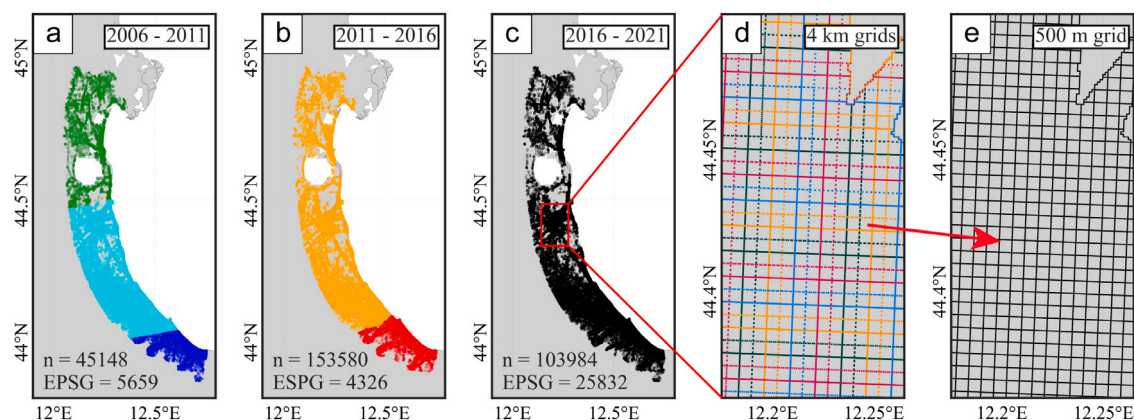 a
2006 - 2011
45°N
44.5°N
44°N
n = 45148
EPSG = 5659
12°E
12.5°E
b
2011 - 2016
45°N
44.5°N
44°N
n = 153580
ESPG = 4326
12°E
12.5°E
c
2016 - 2021
45°N
44.5°N
44°N
n = 103984
EPSG = 25832
12°E
12.5°E
d
4 km grids
44.45°N
44.4°N
12.2°E
12.25°E
e
500 m grid
44.45°N
44.4°N
12.2°E
12.25°E